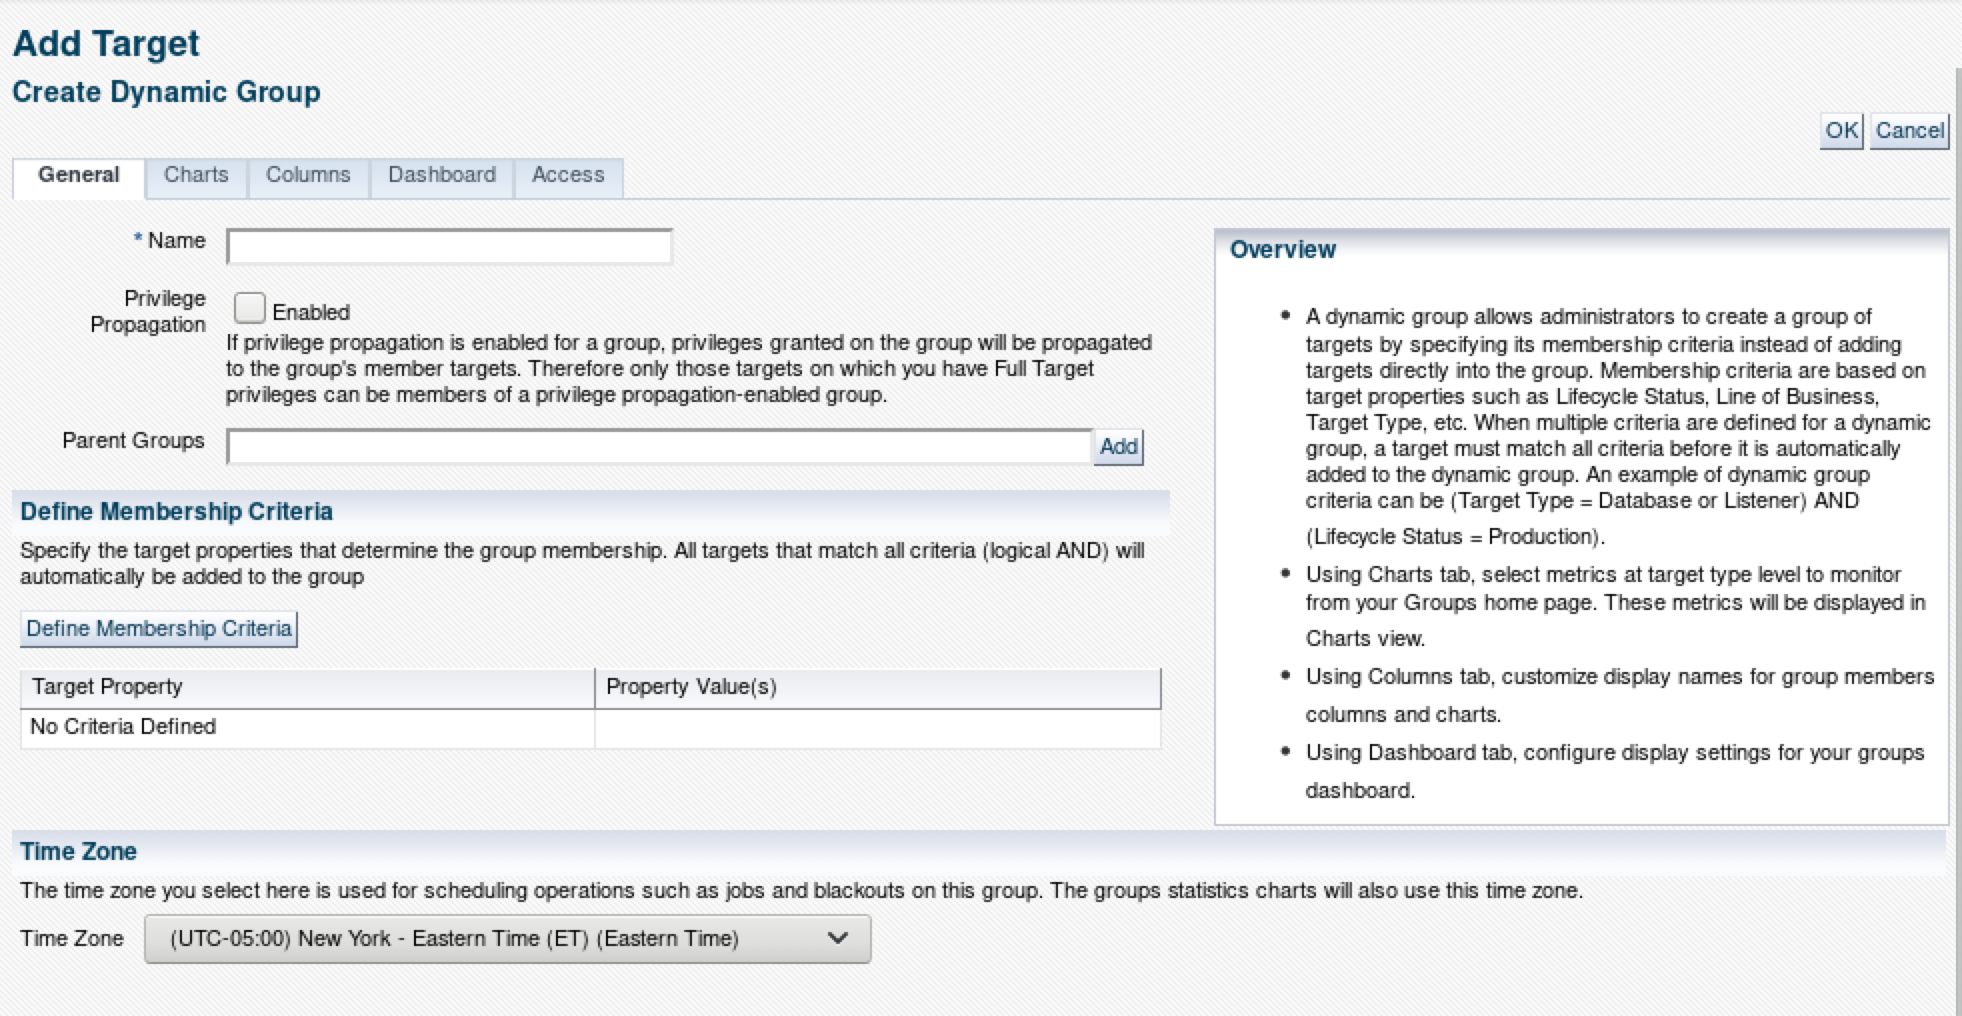 Add Target
Create Dynamic Group
OK Cancel
General Charts Columns Dashboard Access
* Name
Privilege
Propagation
Enabled
If privilege propagation is enabled for a group, privileges granted on the group will be propagated
to the group's member targets. Therefore only those targets on which you have Full Target
privileges can be members of a privilege propagation-enabled group.
Parent Groups
Add
Define Membership Criteria
Specify the target properties that determine the group membership. All targets that match all criteria (logical AND) will
automatically be added to the group
Define Membership Criteria
Target Property Property Value(s)
No Criteria Defined
Overview
• A dynamic group allows administrators to create a group of
targets by specifying its membership criteria instead of adding
targets directly into the group. Membership criteria are based on
target properties such as Lifecycle Status, Line of Business,
Target Type, etc. When multiple criteria are defined for a dynamic
group, a target must match all criteria before it is automatically
added to the dynamic group. An example of dynamic group
criteria can be (Target Type = Database or Listener) AND
(Lifecycle Status = Production).
• Using Charts tab, select metrics at target type level to monitor
from your Groups home page. These metrics will be displayed in
Charts view.
• Using Columns tab, customize display names for group members
columns and charts.
• Using Dashboard tab, configure display settings for your groups
dashboard.
Time Zone
The time zone you select here is used for scheduling operations such as jobs and blackouts on this group. The groups statistics charts will also use this time zone.
Time Zone (UTC-05:00) New York - Eastern Time (ET) (Eastern Time)